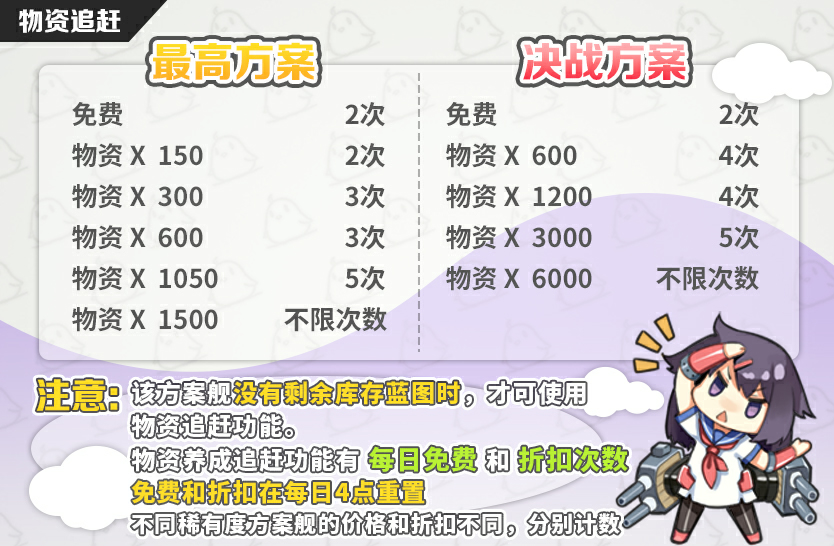 物资追赶
最高方案
免费 2次
物资 X 150 2次
物资 X 300 3次
物资 X 600 3次
物资 X 1050 5次
物资 X 1500 不限次数
决战方案
免费 2次
物资 X 600 4次
物资 X 1200 4次
物资 X 3000 5次
物资 X 6000 不限次数
注意: 该方案舰没有剩余库存蓝图时，才可使用
物资追赶功能。
物资养成追赶功能有 每日免费 和 折扣次数
免费和折扣在每日4点重置
不同稀有度方案舰的价格和折扣不同，分别计数